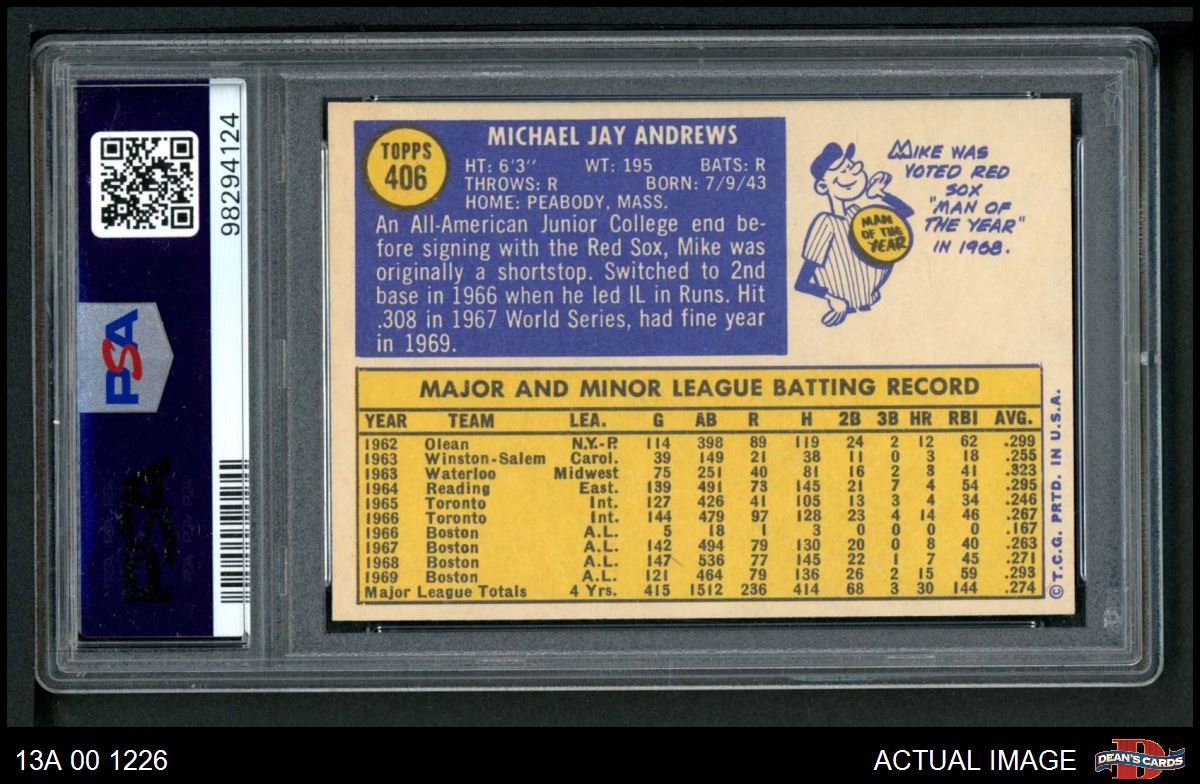 98294124
PSA
PSA
TOPPS
406
MICHAEL JAY ANDREWS
HT: 6'3" WT: 195 BATS: R
THROWS: R BORN: 7/9/43
HOME: PEABODY, MASS.
An All-American Junior College end be-
fore signing with the Red Sox, Mike was
originally a shortstop. Switched to 2nd
base in 1966 when he led IL in Runs. Hit
.308 in 1967 World Series, had fine year
in 1969.
MAN
OF THE
YEAR
MIKE WAS
VOTED RED
SOX
"MAN OF
THE YEAR"
IN 1968.
MAJOR AND MINOR LEAGUE BATTING RECORD
YEAR TEAM LEA. G AB R H 2B 3B HR RBI AVG.
1962 Olean N.Y.-P. 114 398 89 119 24 2 12 62 .299
1963 Winston-Salem Carol. 39 149 21 38 11 0 3 18 .255
1963 Waterloo Midwest 75 251 40 81 16 2 8 41 .323
1964 Reading East. 139 491 73 145 21 7 4 54 .295
1965 Toronto Int. 127 426 41 105 13 3 4 34 .246
1966 Toronto Int. 144 479 97 128 23 4 14 46 .267
1966 Boston A.L. 5 18 1 3 0 0 0 0 .167
1967 Boston A.L. 142 494 79 130 20 0 8 40 .263
1968 Boston A.L. 147 536 77 145 22 1 7 45 .271
1969 Boston A.L. 121 464 79 136 26 2 15 59 .293
Major League Totals 4 Yrs. 415 1512 236 414 68 3 30 144 .274
©T.C.G. PRTD. IN U.S.A.
13A 00 1226
ACTUAL IMAGE
D
DEAN'S CARDS